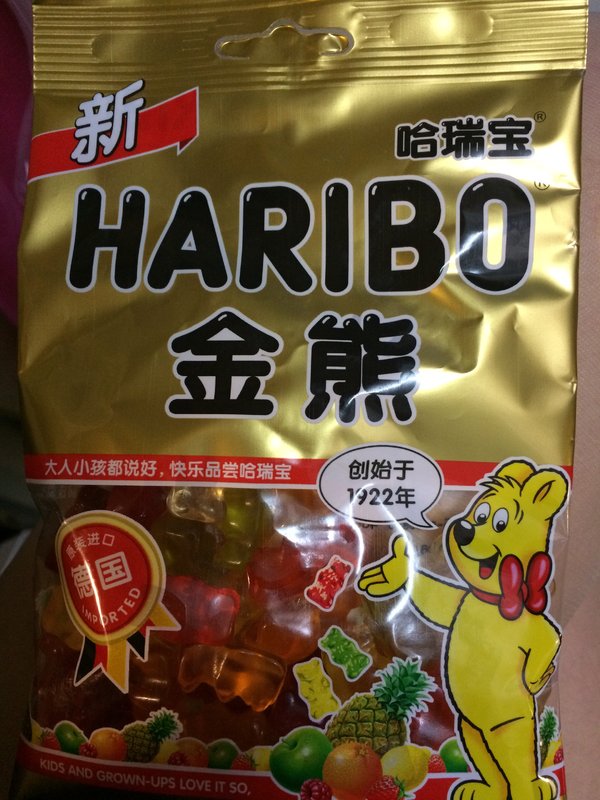 新
哈瑞宝®
HARIBO®
金熊
大人小孩都说好,快乐品尝哈瑞宝
创始于
1922年
原装进口
德国
IMPORTED
KIDS AND GROWN-UPS LOVE IT SO,